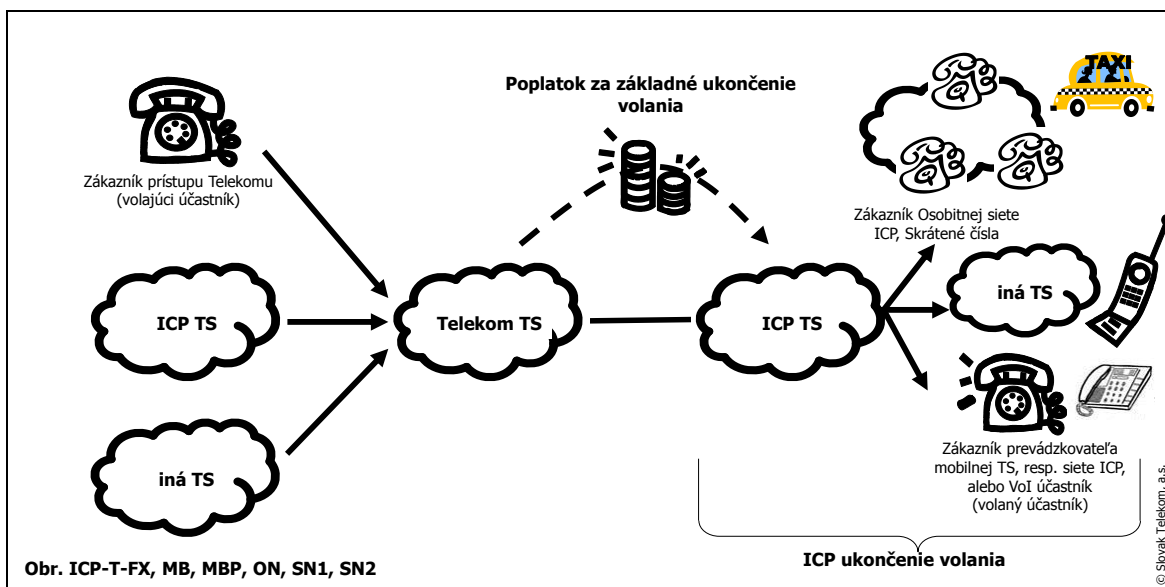 Poplatok za základné ukončenie
volania
TAXI
Zákazník prístupu Telekomu
(volajúci účastník)
Zákazník Osobitnej siete
ICP, Skrátené čísla
ICP TS
Telekom TS
ICP TS
iná TS
iná TS
Zákazník prevádzkovateľa
mobilnej TS, resp. siete ICP,
alebo VoI účastník
(volaný účastník)
ICP ukončenie volania
Obr. ICP-T-FX, MB, MBP, ON, SN1, SN2
© Slovak Telekom, a.s.